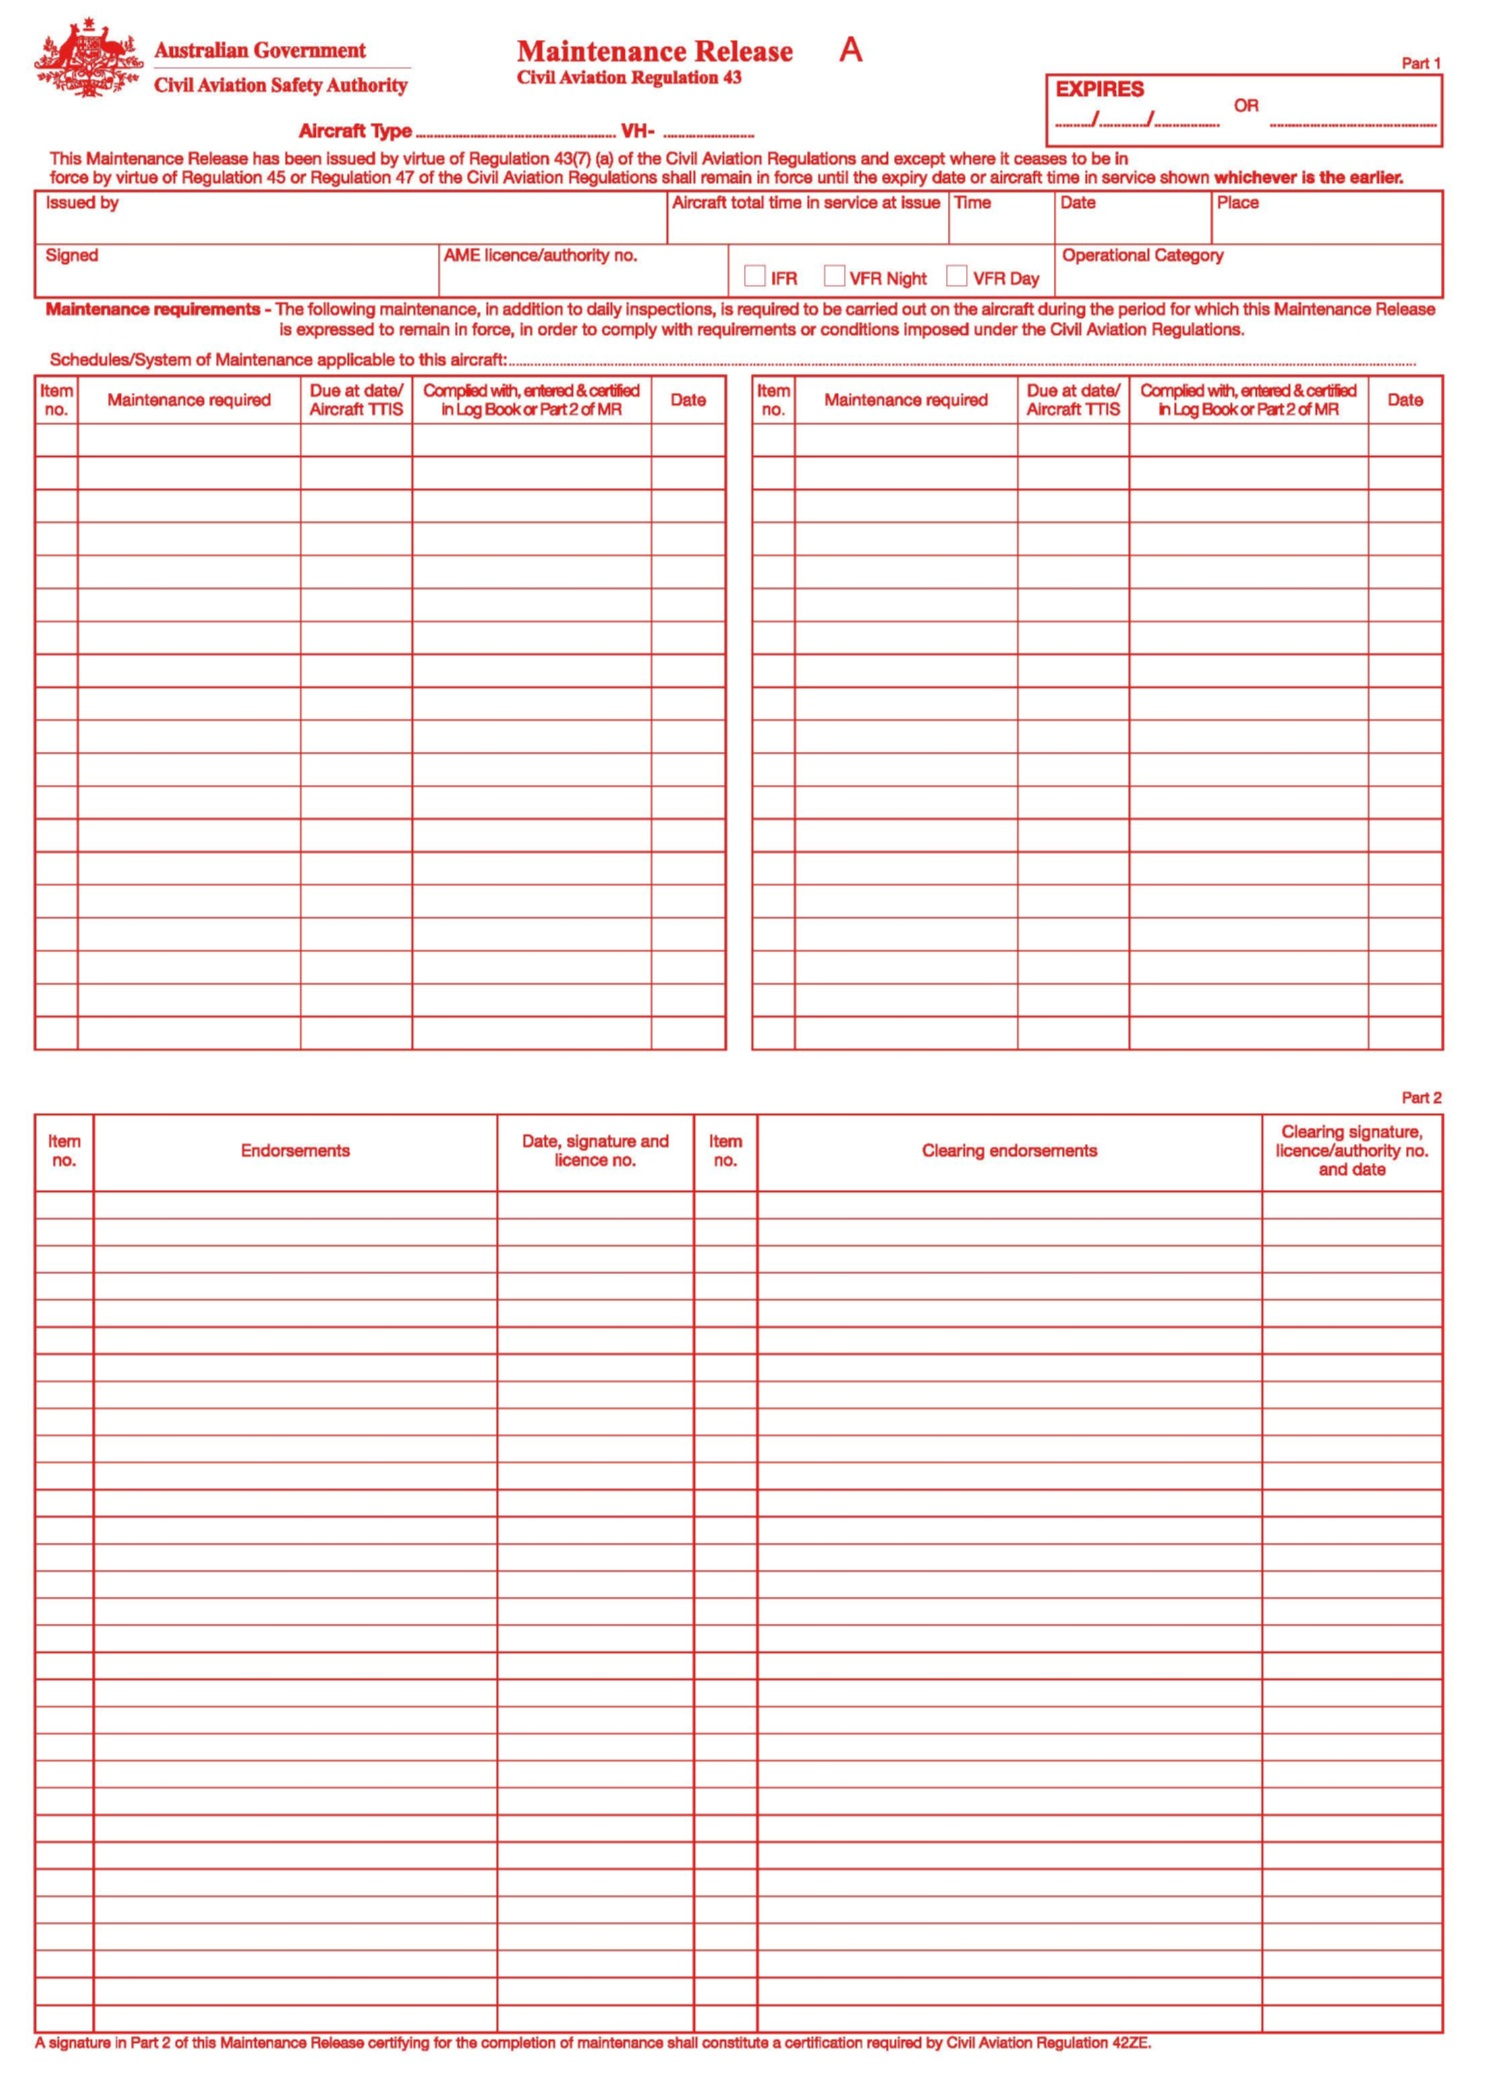 Australian Government
Civil Aviation Safety Authority
Maintenance Release A
Civil Aviation Regulation 43
Part 1
EXPIRES
......../.........../............... OR ........................................
Aircraft Type ................................................ VH- ......................
This Maintenance Release has been issued by virtue of Regulation 43(7) (a) of the Civil Aviation Regulations and except where it ceases to be in
force by virtue of Regulation 45 or Regulation 47 of the Civil Aviation Regulations shall remain in force until the expiry date or aircraft time in service shown whichever is the earlier.
Issued by Aircraft total time in service at issue Time Date Place
Signed AME licence/authority no. IFR VFR Night VFR Day Operational Category
Maintenance requirements - The following maintenance, in addition to daily inspections, is required to be carried out on the aircraft during the period for which this Maintenance Release
is expressed to remain in force, in order to comply with requirements or conditions imposed under the Civil Aviation Regulations.
Schedules/System of Maintenance applicable to this aircraft:................................................................................
Item no. Maintenance required Due at date/ Aircraft TTIS Complied with, entered & certified in Log Book or Part 2 of MR Date
Item no. Maintenance required Due at date/ Aircraft TTIS Complied with, entered & certified in Log Book or Part 2 of MR Date
Part 2
Item no. Endorsements Date, signature and licence no. Item no. Clearing endorsements Clearing signature, licence/authority no. and date
A signature in Part 2 of this Maintenance Release certifying for the completion of maintenance shall constitute a certification required by Civil Aviation Regulation 42ZE.